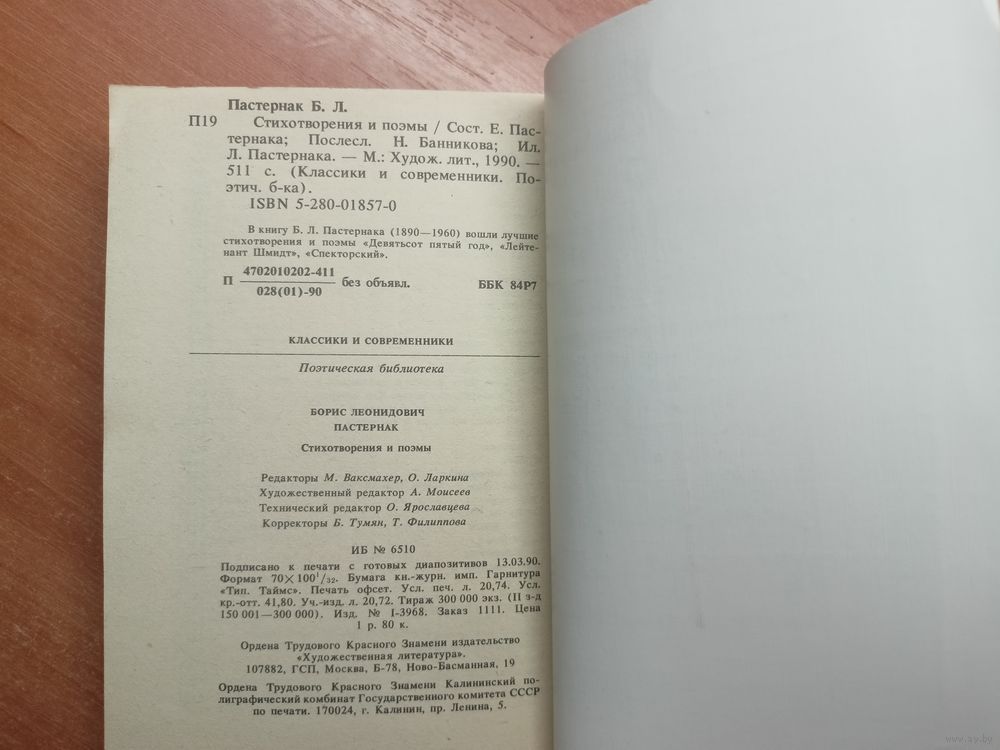 Пастернак Б. Л.
П19 Стихотворения и поэмы / Сост. Е. Пас-
тернака; Послесл. Н. Банникова; Ил.
Л. Пастернака. — М.: Худож. лит., 1990. —
511 с. (Классики и современники. По-
этич. б-ка).
ISBN 5-280-01857-0
В книгу Б. Л. Пастернака (1890—1960) вошли лучшие
стихотворения и поэмы «Девятьсот пятый год», «Лейте-
нант Шмидт», «Спекторский».
П 4702010202-411 без объявл. ББК 84Р7
028(01)-90
КЛАССИКИ И СОВРЕМЕННИКИ
Поэтическая библиотека
БОРИС ЛЕОНИДОВИЧ
ПАСТЕРНАК
Стихотворения и поэмы
Редакторы М. Ваксмахер, О. Ларкина
Художественный редактор А. Моисеев
Технический редактор О. Ярославцева
Корректоры Б. Тумян, Т. Филиппова
ИБ № 6510
Подписано к печати с готовых диапозитивов 13.03.90.
Формат 70×100¹/₃₂. Бумага кн.-журн. имп. Гарнитура
«Тип. Таймс». Печать офсет. Усл. печ. л. 20,74. Усл.
кр.-отт. 41,80. Уч.-изд. л. 20,72. Тираж 300 000 экз. (II з-д
150 001—300 000). Изд. № I-3968. Заказ 1111. Цена
1 р. 80 к.
Ордена Трудового Красного Знамени издательство
«Художественная литература».
107882, ГСП, Москва, Б-78, Ново-Басманная, 19
Ордена Трудового Красного Знамени Калининский по-
лиграфический комбинат Государственного комитета СССР
по печати. 170024, г. Калинин, пр. Ленина, 5.
www.ay.by